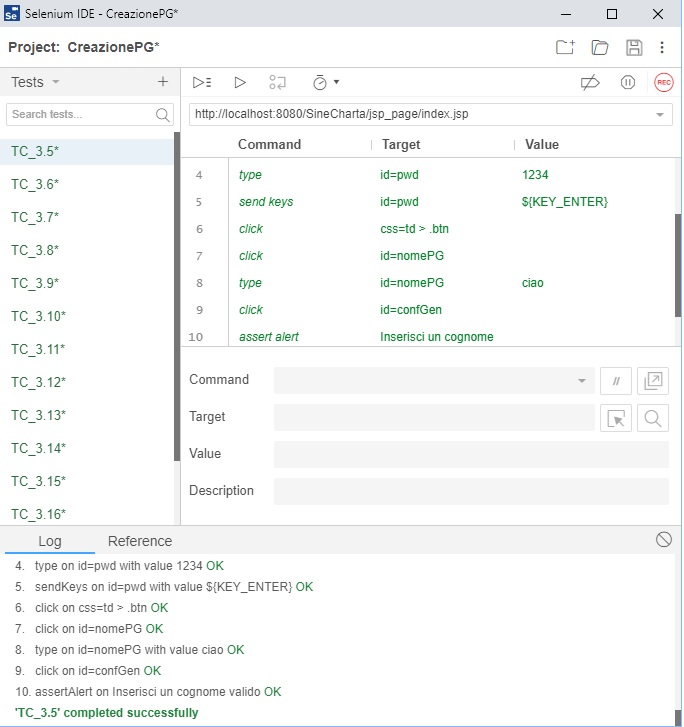 Se Selenium IDE - CreazionePG*
Project: CreazionePG*
Tests
Search tests...
TC_3.5*
TC_3.6*
TC_3.7*
TC_3.8*
TC_3.9*
TC_3.10*
TC_3.11*
TC_3.12*
TC_3.13*
TC_3.14*
TC_3.15*
TC_3.16*
REC
http://localhost:8080/SineCharta/jsp_page/index.jsp
Command Target Value
4 type id=pwd 1234
5 send keys id=pwd ${KEY_ENTER}
6 click css=td > .btn
7 click id=nomePG
8 type id=nomePG ciao
9 click id=confGen
10 assert alert Inserisci un cognome
Command //
Target
Value
Description
Log Reference
4. type on id=pwd with value 1234 OK
5. sendKeys on id=pwd with value ${KEY_ENTER} OK
6. click on css=td > .btn OK
7. click on id=nomePG OK
8. type on id=nomePG with value ciao OK
9. click on id=confGen OK
10. assertAlert on Inserisci un cognome valido OK
'TC_3.5' completed successfully